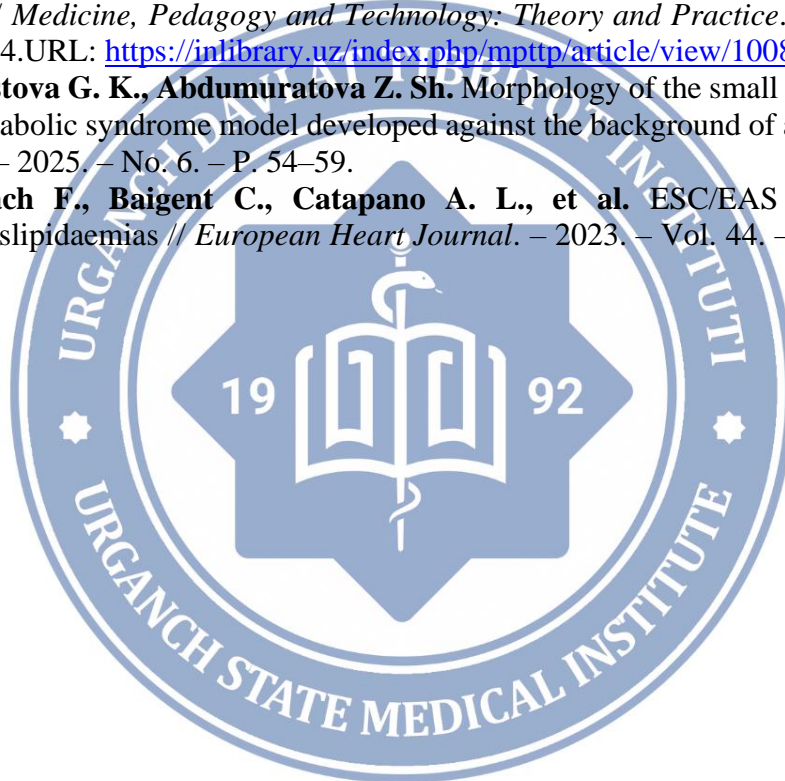 / Medicine, Pedagogy and Technology: Theory and Practice.
4.URL: https://inlibrary.uz/index.php/mpttp/article/view/1008
stova G. K., Abdumuratova Z. Sh. Morphology of the small
abolic syndrome model developed against the background of a
– 2025. – No. 6. – P. 54–59.
ach F., Baigent C., Catapano A. L., et al. ESC/EAS
slipidaemias // European Heart Journal. – 2023. – Vol. 44. –
URGANCH DAVLAT TIBBIYOT INSTITUTI
19 92
URGANCH STATE MEDICAL INSTITUTE